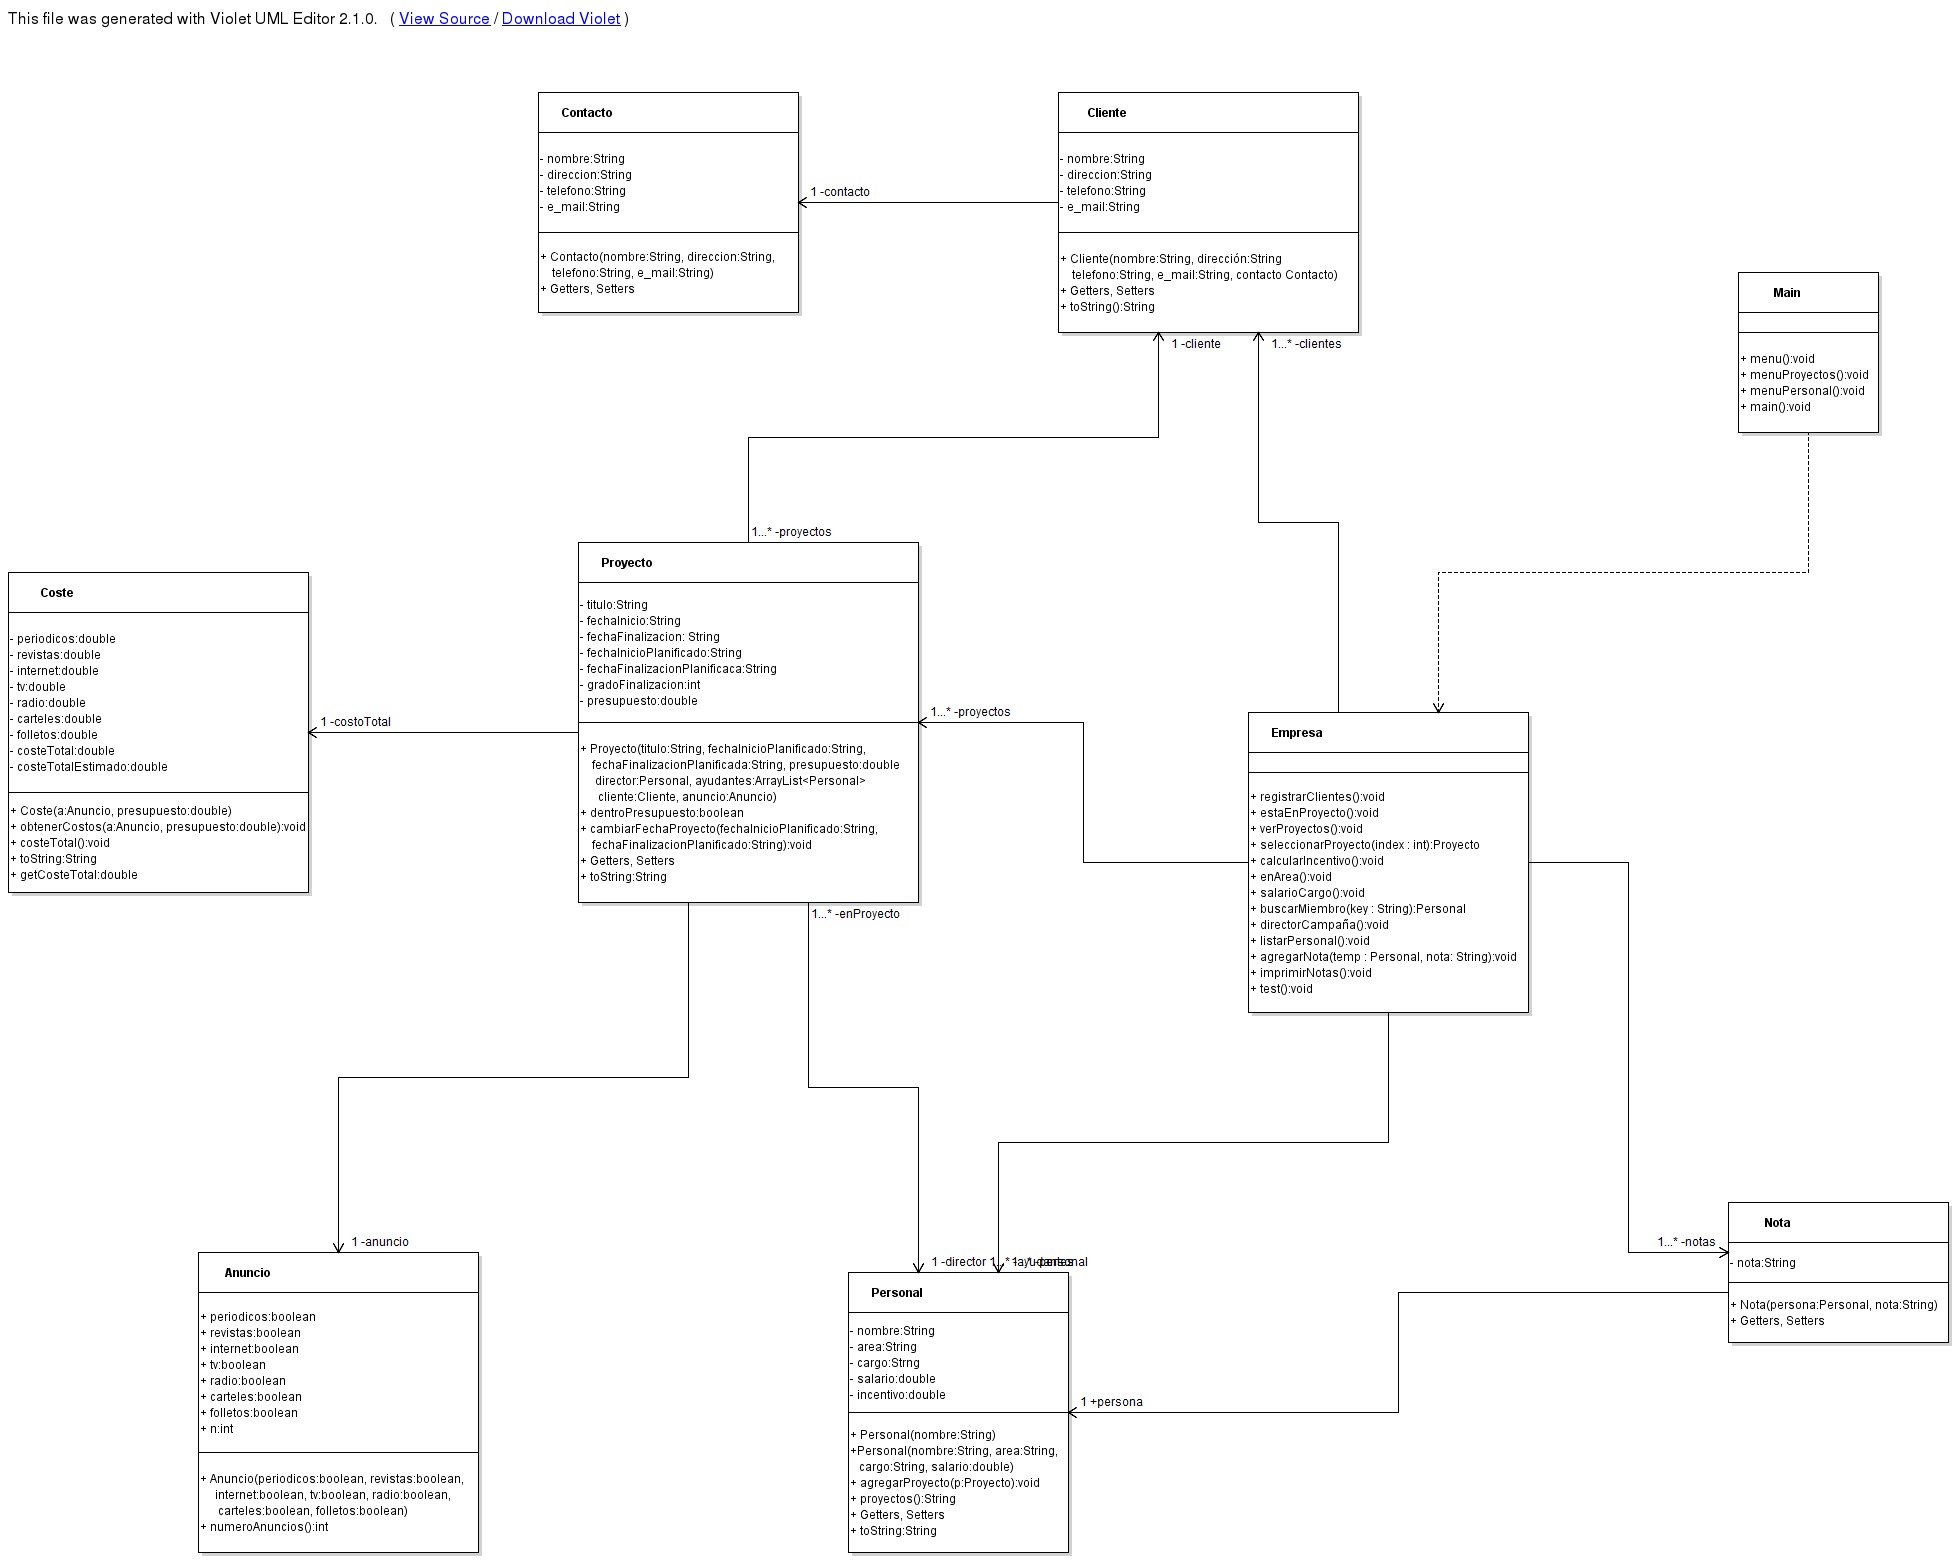 This file was generated with Violet UML Editor 2.1.0. ( View Source / Download Violet )
Contacto
- nombre:String
- direccion:String
- telefono:String
- e_mail:String
+ Contacto(nombre:String, direccion:String,
telefono:String, e_mail:String)
+ Getters, Setters
1 -contacto
Cliente
- nombre:String
- direccion:String
- telefono:String
- e_mail:String
+ Cliente(nombre:String, dirección:String
telefono:String, e_mail:String, contacto Contacto)
+ Getters, Setters
+ toString():String
1 -cliente
1...* -clientes
Main
+ menu():void
+ menuProyectos():void
+ menuPersonal():void
+ main():void
1...* -proyectos
Proyecto
- titulo:String
- fechaInicio:String
- fechaFinalizacion: String
- fechaInicioPlanificado:String
- fechaFinalizacionPlanificaca:String
- gradoFinalizacion:int
- presupuesto:double
+ Proyecto(titulo:String, fechaInicioPlanificado:String,
fechaFinalizacionPlanificada:String, presupuesto:double
director:Personal, ayudantes:ArrayList<Personal>
cliente:Cliente, anuncio:Anuncio)
+ dentroPresupuesto:boolean
+ cambiarFechaProyecto(fechaInicioPlanificado:String,
fechaFinalizacionPlanificado:String):void
+ Getters, Setters
+ toString:String
1...* -enProyecto
Coste
- periodicos:double
- revistas:double
- internet:double
- tv:double
- radio:double
- carteles:double
- folletos:double
- costeTotal:double
- costeTotalEstimado:double
+ Coste(a:Anuncio, presupuesto:double)
+ obtenerCostos(a:Anuncio, presupuesto:double):void
+ costeTotal():void
+ toString:String
+ getCosteTotal:double
1 -costoTotal
1...* -proyectos
Empresa
+ registrarClientes():void
+ estaEnProyecto():void
+ verProyectos():void
+ seleccionarProyecto(index : int):Proyecto
+ calcularIncentivo():void
+ enArea():void
+ salarioCargo():void
+ buscarMiembro(key : String):Personal
+ directorCampaña():void
+ listarPersonal():void
+ agregarNota(temp : Personal, nota: String):void
+ imprimirNotas():void
+ test():void
1 -anuncio
Anuncio
+ periodicos:boolean
+ revistas:boolean
+ internet:boolean
+ tv:boolean
+ radio:boolean
+ carteles:boolean
+ folletos:boolean
+ n:int
+ Anuncio(periodicos:boolean, revistas:boolean,
internet:boolean, tv:boolean, radio:boolean,
carteles:boolean, folletos:boolean)
+ numeroAnuncios():int
1 -director
Personal
- nombre:String
- area:String
- cargo:Strng
- salario:double
- incentivo:double
+ Personal(nombre:String)
+Personal(nombre:String, area:String,
cargo:String, salario:double)
+ agregarProyecto(p:Proyecto):void
+ proyectos():String
+ Getters, Setters
+ toString:String
1 +persona
1...* -notas
Nota
- nota:String
+ Nota(persona:Personal, nota:String)
+ Getters, Setters